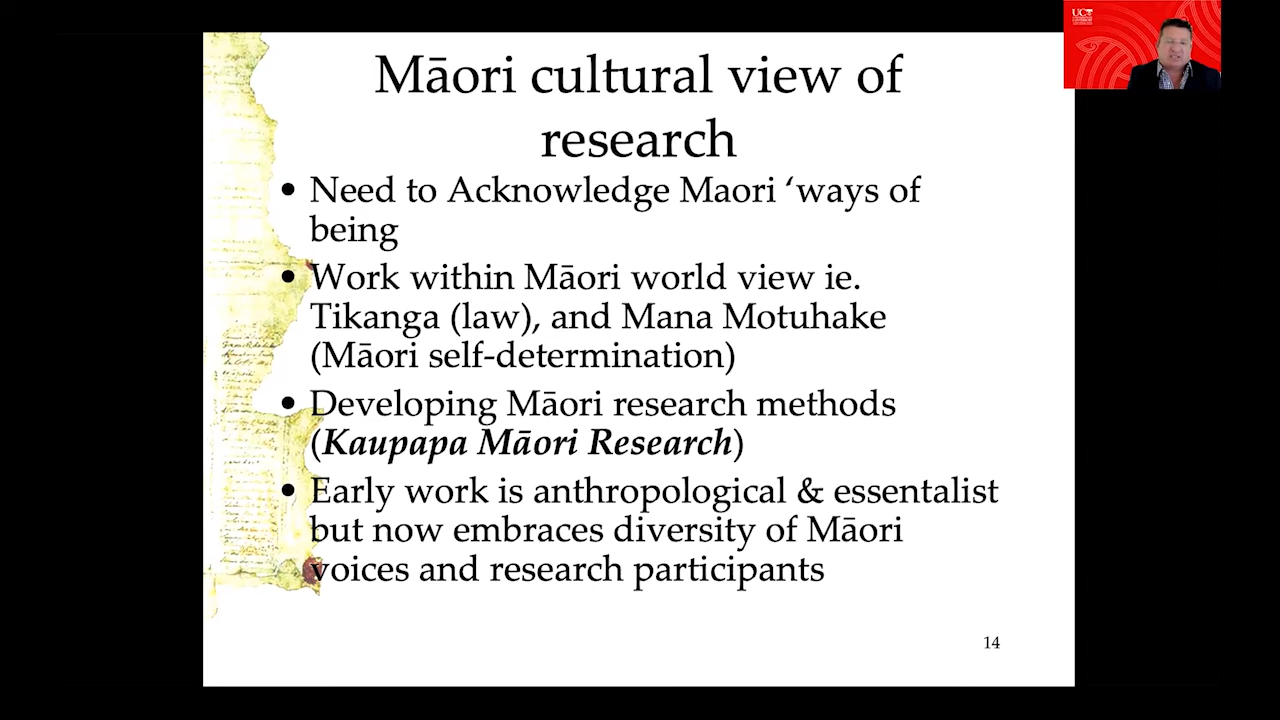 Māori cultural view of
research
• Need to Acknowledge Maori ‘ways of
being
• Work within Māori world view ie.
Tikanga (law), and Mana Motuhake
(Māori self-determination)
• Developing Māori research methods
(Kaupapa Māori Research)
• Early work is anthropological & essentalist
but now embraces diversity of Māori
voices and research participants
14
UC